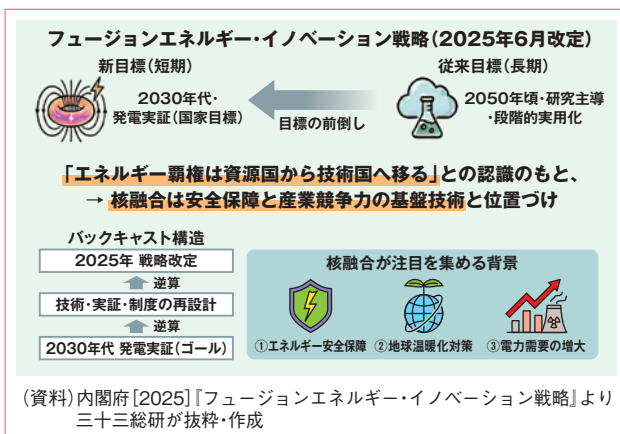 フュージョンエネルギー・イノベーション戦略(2025年6月改定)
新目標(短期)
2030年代・
発電実証(国家目標)
目標の前倒し
従来目標(長期)
2050年頃・研究主導
・段階的実用化
「エネルギー覇権は資源国から技術国へ移る」との認識のもと、
→ 核融合は安全保障と産業競争力の基盤技術と位置づけ
バックキャスト構造
2025年 戦略改定
逆算
技術・実証・制度の再設計
逆算
2030年代 発電実証(ゴール)
核融合が注目を集める背景
①エネルギー安全保障
②地球温暖化対策
③電力需要の増大
(資料)内閣府[2025]『フュージョンエネルギー・イノベーション戦略』より
三十三総研が抜粋・作成